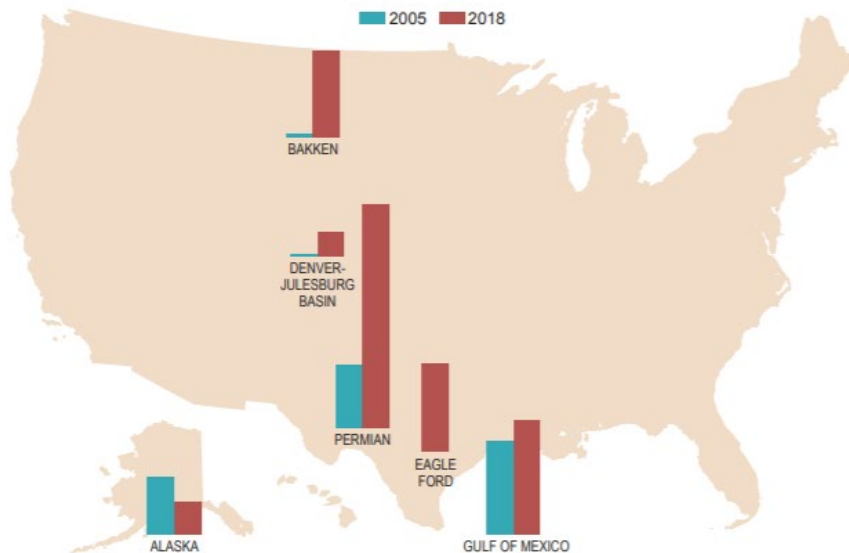 2005 2018
BAKKEN
DENVER-
JULESBURG
BASIN
PERMIAN
EAGLE
FORD
ALASKA
GULF OF MEXICO